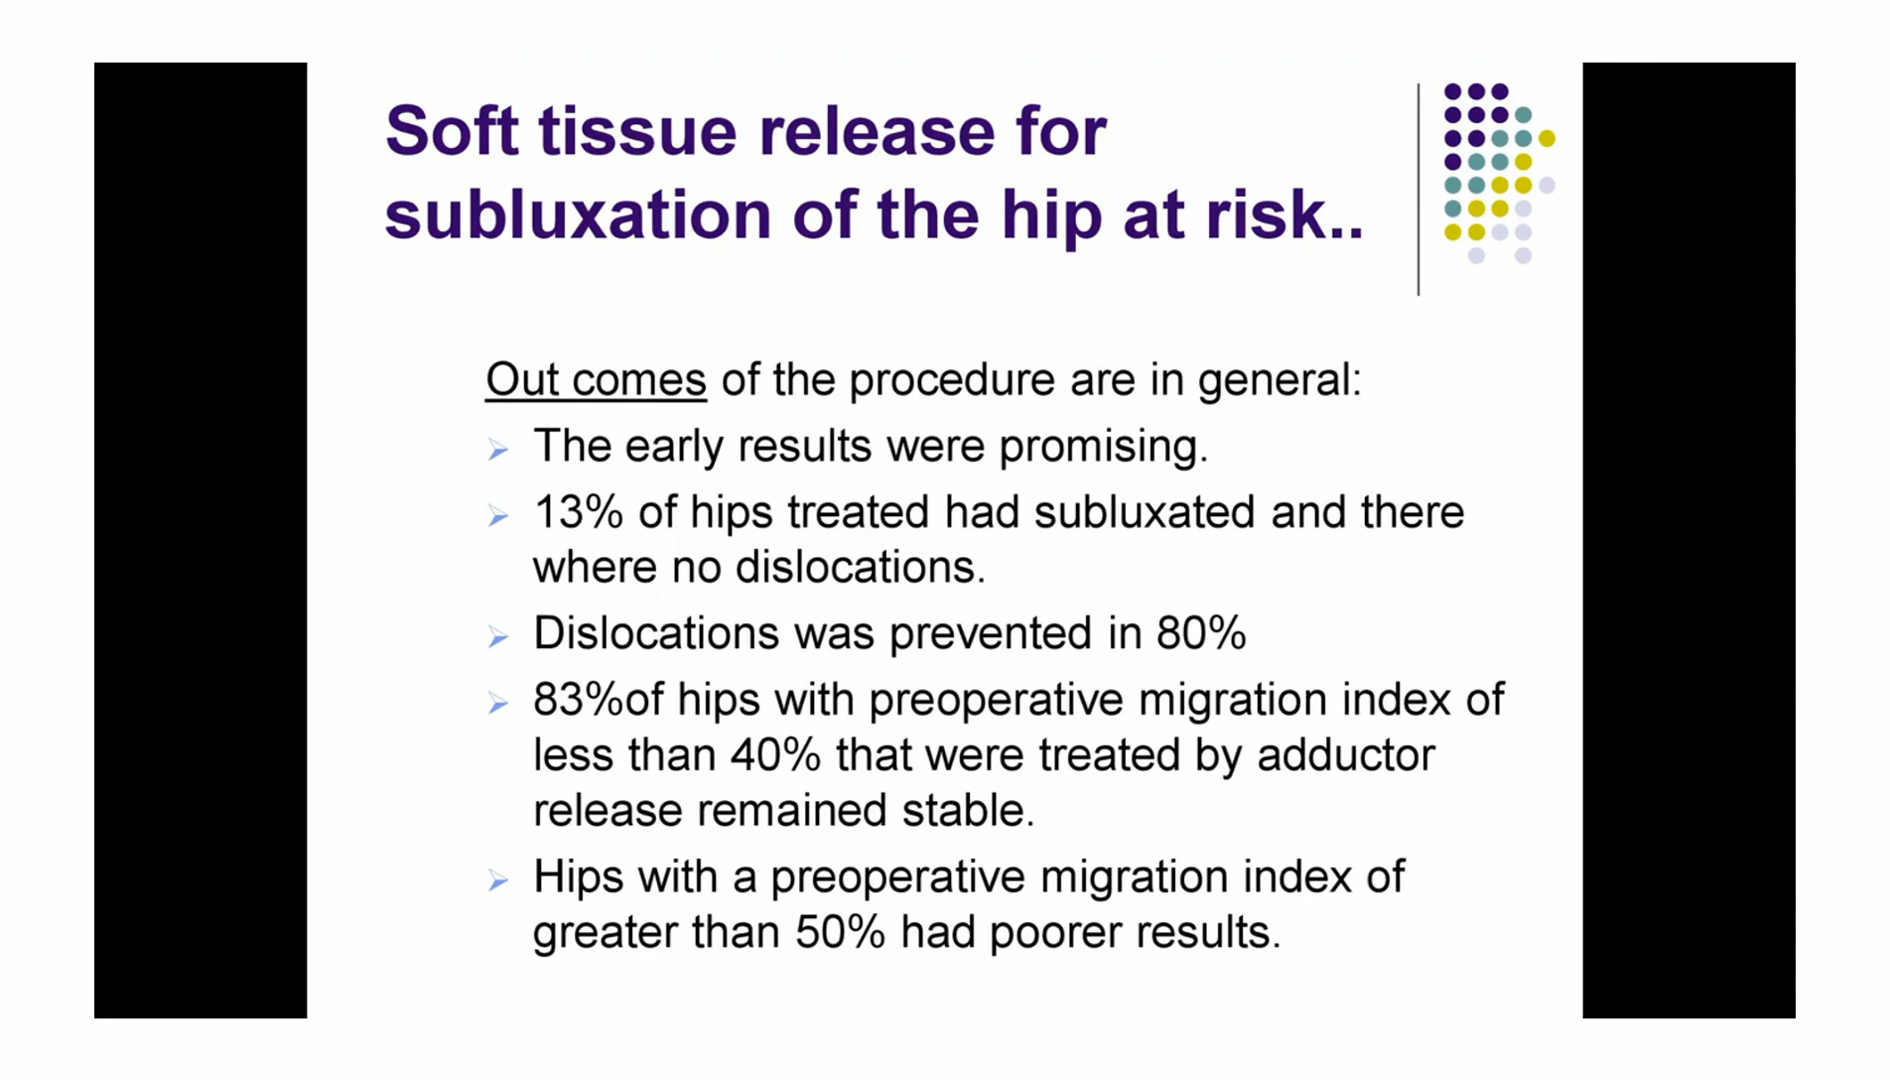 Soft tissue release for
subluxation of the hip at risk..
Out comes of the procedure are in general:
The early results were promising.
13% of hips treated had subluxated and there
where no dislocations.
Dislocations was prevented in 80%
83%of hips with preoperative migration index of
less than 40% that were treated by adductor
release remained stable.
Hips with a preoperative migration index of
greater than 50% had poorer results.